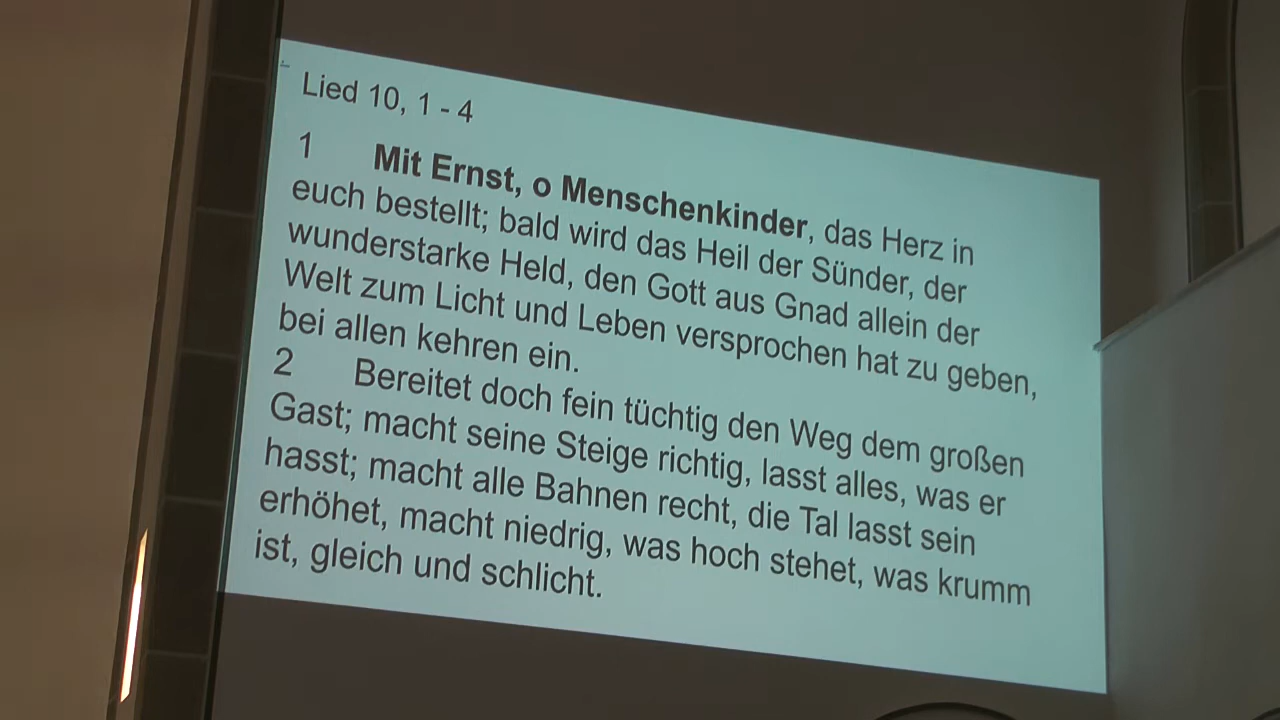 Lied 10, 1 - 4
1 Mit Ernst, o Menschenkinder, das Herz in
euch bestellt; bald wird das Heil der Sünder, der
wunderstarke Held, den Gott aus Gnad allein der
Welt zum Licht und Leben versprochen hat zu geben,
bei allen kehren ein.
2 Bereitet doch fein tüchtig den Weg dem großen
Gast; macht seine Steige richtig, lasst alles, was er
hasst; macht alle Bahnen recht, die Tal lasst sein
erhöhet, macht niedrig, was hoch stehet, was krumm
ist, gleich und schlicht.